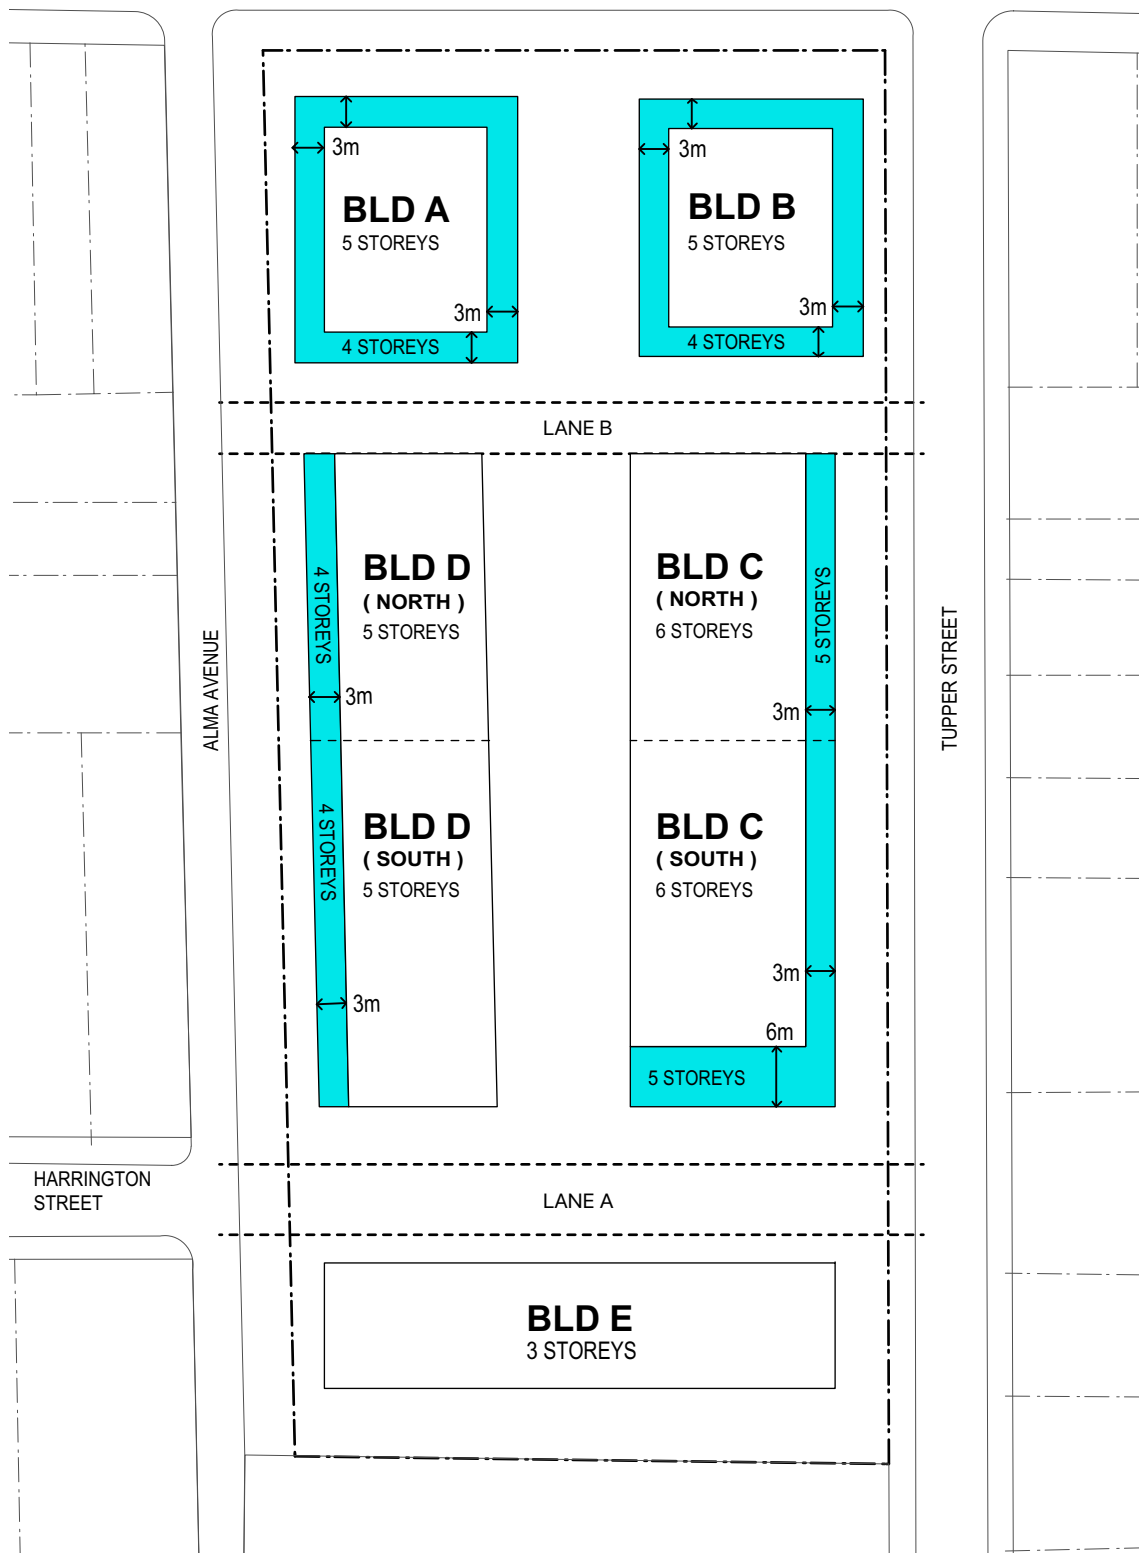 3m
BLD A
5 STOREYS
3m
4 STOREYS
3m
BLD B
5 STOREYS
3m
4 STOREYS
LANE B
4 STOREYS
BLD D
( NORTH )
5 STOREYS
3m
BLD C
( NORTH )
6 STOREYS
5 STOREYS
3m
ALMA AVENUE
TUPPER STREET
4 STOREYS
BLD D
( SOUTH )
5 STOREYS
3m
BLD C
( SOUTH )
6 STOREYS
3m
6m
5 STOREYS
HARRINGTON
STREET
LANE A
BLD E
3 STOREYS